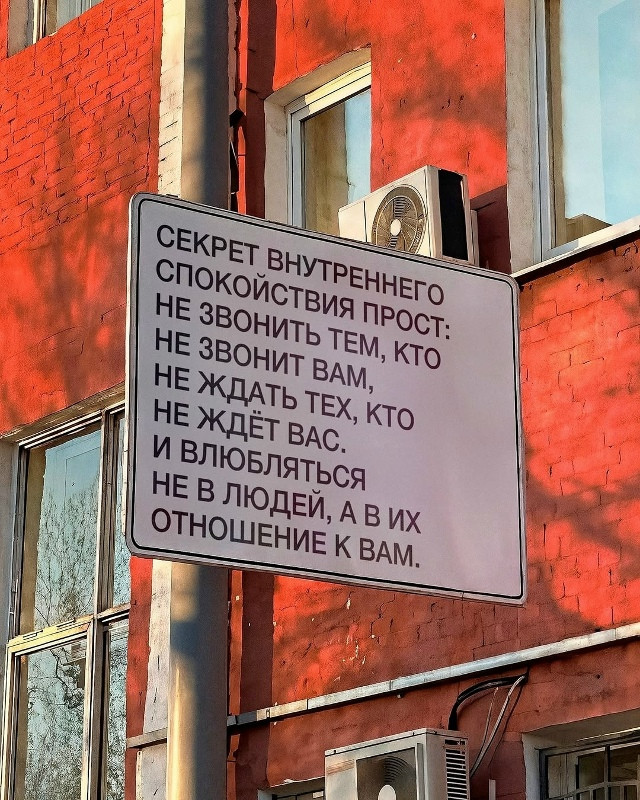 СЕКРЕТ ВНУТРЕННЕГО
СПОКОЙСТВИЯ ПРОСТ:
НЕ ЗВОНИТЬ ТЕМ, КТО
НЕ ЗВОНИТ ВАМ,
НЕ ЖДАТЬ ТЕХ, КТО
НЕ ЖДЁТ ВАС.
И ВЛЮБЛЯТЬСЯ
НЕ В ЛЮДЕЙ, А В ИХ
ОТНОШЕНИЕ К ВАМ.